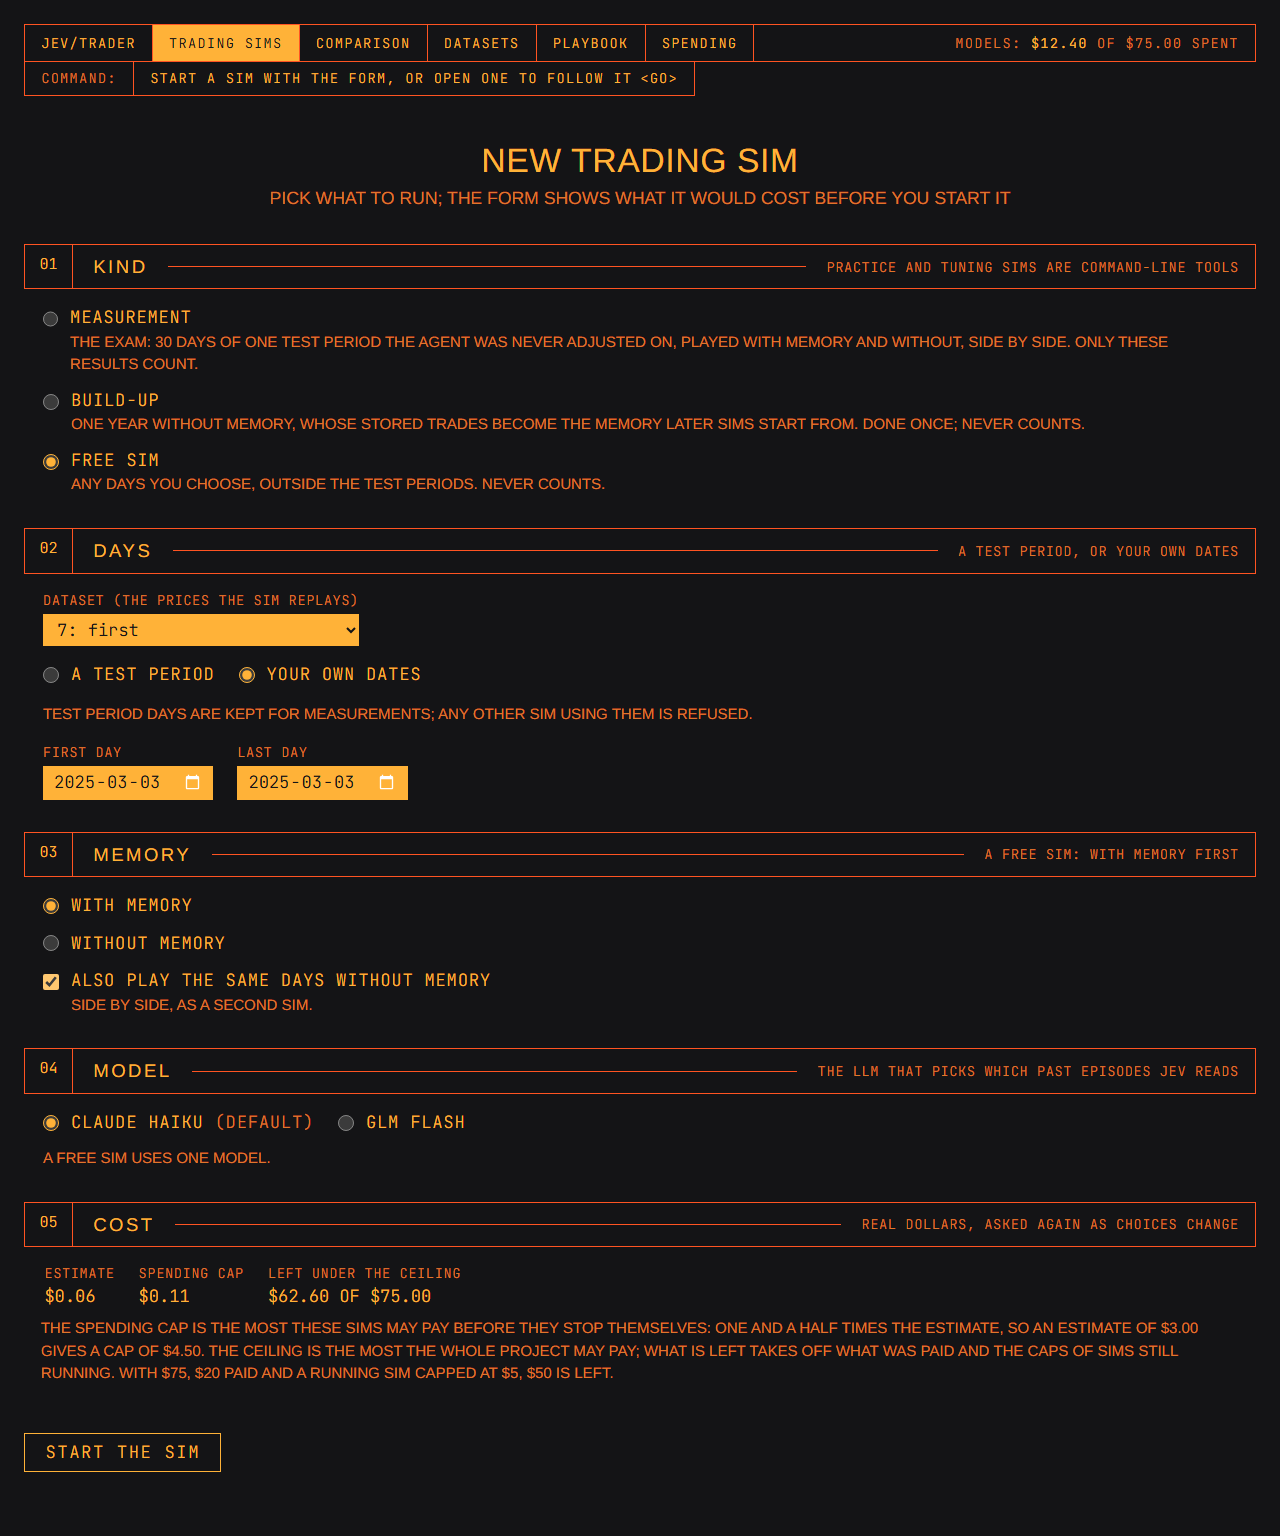 JEV/TRADER TRADING SIMS COMPARISON DATASETS PLAYBOOK SPENDING MODELS: $12.40 OF $75.00 SPENT
COMMAND: START A SIM WITH THE FORM, OR OPEN ONE TO FOLLOW IT <GO>
NEW TRADING SIM
PICK WHAT TO RUN; THE FORM SHOWS WHAT IT WOULD COST BEFORE YOU START IT
01 KIND PRACTICE AND TUNING SIMS ARE COMMAND-LINE TOOLS
MEASUREMENT
THE EXAM: 30 DAYS OF ONE TEST PERIOD THE AGENT WAS NEVER ADJUSTED ON, PLAYED WITH MEMORY AND WITHOUT, SIDE BY SIDE. ONLY THESE
RESULTS COUNT.
BUILD-UP
ONE YEAR WITHOUT MEMORY, WHOSE STORED TRADES BECOME THE MEMORY LATER SIMS START FROM. DONE ONCE; NEVER COUNTS.
FREE SIM
ANY DAYS YOU CHOOSE, OUTSIDE THE TEST PERIODS. NEVER COUNTS.
02 DAYS A TEST PERIOD, OR YOUR OWN DATES
DATASET (THE PRICES THE SIM REPLAYS)
7: first
A TEST PERIOD YOUR OWN DATES
TEST PERIOD DAYS ARE KEPT FOR MEASUREMENTS; ANY OTHER SIM USING THEM IS REFUSED.
FIRST DAY LAST DAY
2025-03-03 2025-03-03
03 MEMORY A FREE SIM: WITH MEMORY FIRST
WITH MEMORY
WITHOUT MEMORY
ALSO PLAY THE SAME DAYS WITHOUT MEMORY
SIDE BY SIDE, AS A SECOND SIM.
04 MODEL THE LLM THAT PICKS WHICH PAST EPISODES JEV READS
CLAUDE HAIKU (DEFAULT) GLM FLASH
A FREE SIM USES ONE MODEL.
05 COST REAL DOLLARS, ASKED AGAIN AS CHOICES CHANGE
ESTIMATE SPENDING CAP LEFT UNDER THE CEILING
$0.06 $0.11 $62.60 OF $75.00
THE SPENDING CAP IS THE MOST THESE SIMS MAY PAY BEFORE THEY STOP THEMSELVES: ONE AND A HALF TIMES THE ESTIMATE, SO AN ESTIMATE OF $3.00
GIVES A CAP OF $4.50. THE CEILING IS THE MOST THE WHOLE PROJECT MAY PAY; WHAT IS LEFT TAKES OFF WHAT WAS PAID AND THE CAPS OF SIMS STILL
RUNNING. WITH $75, $20 PAID AND A RUNNING SIM CAPPED AT $5, $50 IS LEFT.
START THE SIM